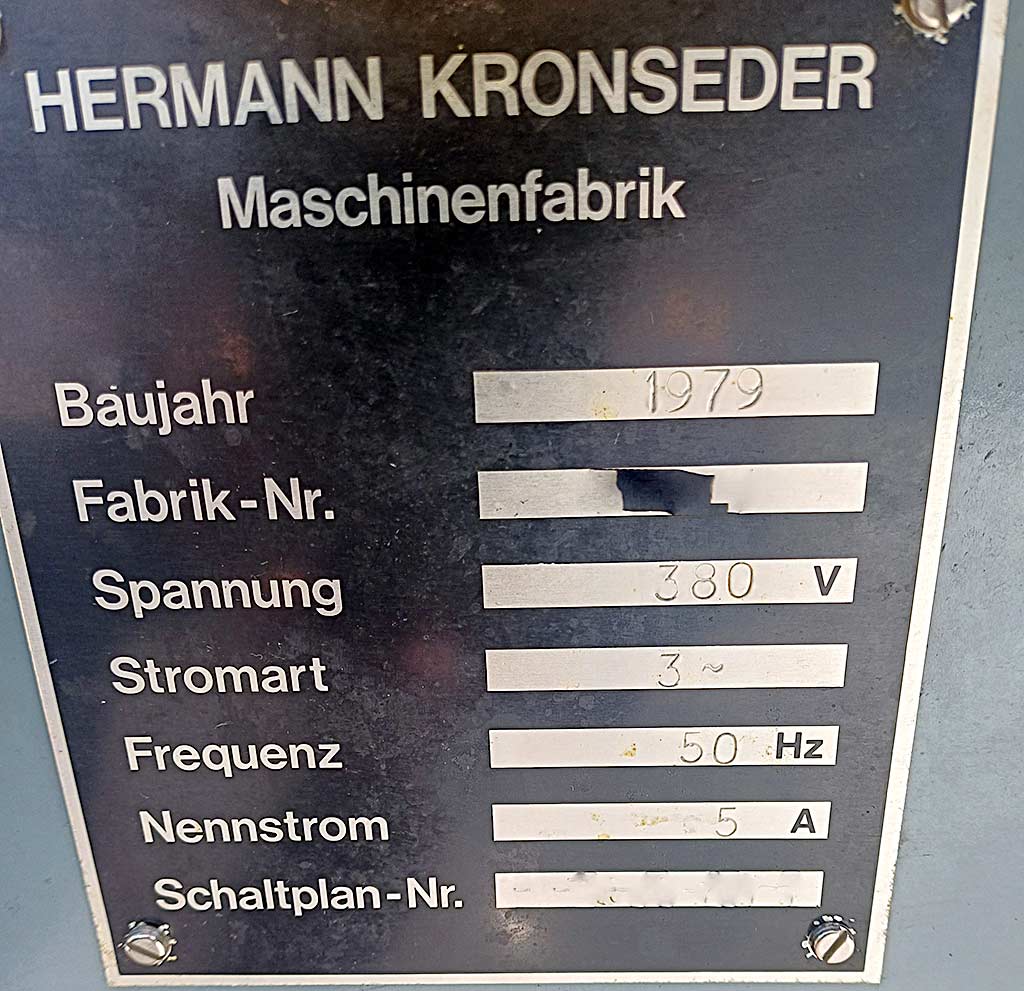 HERMANN KRONSEDER
Maschinenfabrik
Baujahr 1979
Fabrik-Nr.
Spannung 380 V
Stromart 3 ~
Frequenz 50 Hz
Nennstrom 5 A
Schaltplan-Nr.